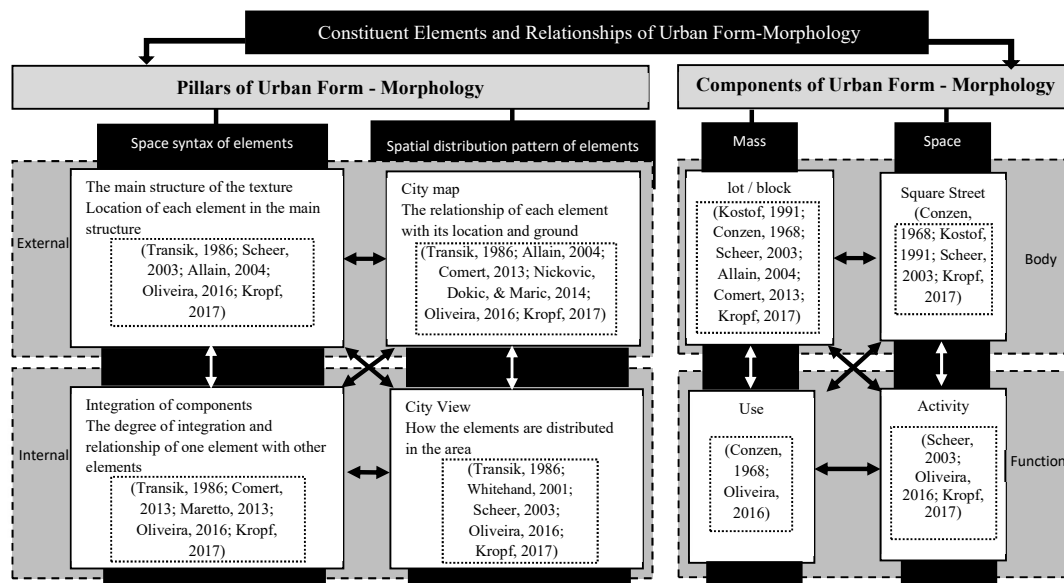 Constituent Elements and Relationships of Urban Form-Morphology
Pillars of Urban Form - Morphology
Components of Urban Form - Morphology
Space syntax of elements
Spatial distribution pattern of elements
Mass
Space
External
The main structure of the texture
Location of each element in the main
structure
(Transik, 1986; Scheer,
2003; Allain, 2004;
Oliveira, 2016; Kropf,
2017)
City map
The relationship of each element
with its location and ground
(Transik, 1986; Allain, 2004;
Comert, 2013; Nickovic,
Dokic, & Maric, 2014;
Oliveira, 2016; Kropf, 2017)
lot / block
(Kostof, 1991;
Conzen, 1968;
Scheer, 2003;
Allain, 2004;
Comert, 2013;
Kropf, 2017)
Square Street
(Conzen,
1968; Kostof,
1991; Scheer,
2003; Kropf,
2017)
Body
Internal
Integration of components
The degree of integration and
relationship of one element with other
elements
(Transik, 1986; Comert,
2013; Maretto, 2013;
Oliveira, 2016; Kropf,
2017)
City View
How the elements are distributed
in the area
(Transik, 1986;
Whitehand, 2001;
Scheer, 2003;
Oliveira, 2016;
Kropf, 2017)
Use
(Conzen,
1968;
Oliveira,
2016)
Activity
(Scheer,
2003;
Oliveira,
2016; Kropf,
2017)
Function